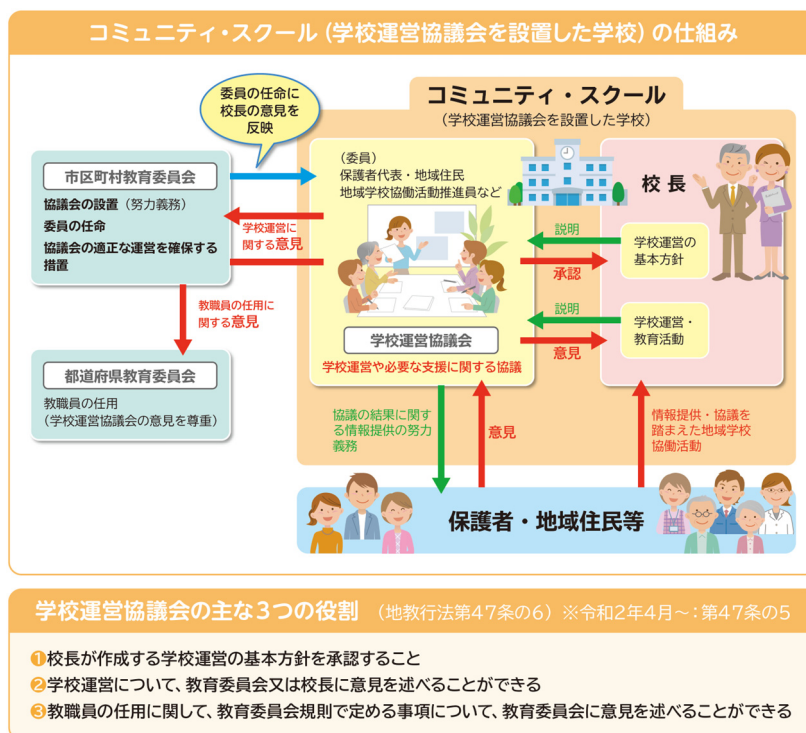 コミュニティ・スクール（学校運営協議会を設置した学校）の仕組み
委員の任命に
校長の意見を
反映
コミュニティ・スクール
（学校運営協議会を設置した学校）
市区町村教育委員会
協議会の設置（努力義務）
委員の任命
協議会の適正な運営を確保する
措置
学校運営に
関する意見
教職員の任用に
関する意見
都道府県教育委員会
教職員の任用
（学校運営協議会の意見を尊重）
（委員）
保護者代表・地域住民
地域学校協働活動推進員など
学校運営協議会
学校運営や必要な支援に関する協議
校長
説明
承認
学校運営の
基本方針
説明
意見
学校運営・
教育活動
協議の結果に関す
る情報提供の努力
義務
意見
情報提供・協議を
踏まえた地域学校
協働活動
保護者・地域住民等
学校運営協議会の主な3つの役割 （地教行法第47条の6）※令和2年4月～：第47条の5
❶校長が作成する学校運営の基本方針を承認すること
❷学校運営について、教育委員会又は校長に意見を述べることができる
❸教職員の任用に関して、教育委員会規則で定める事項について、教育委員会に意見を述べることができる